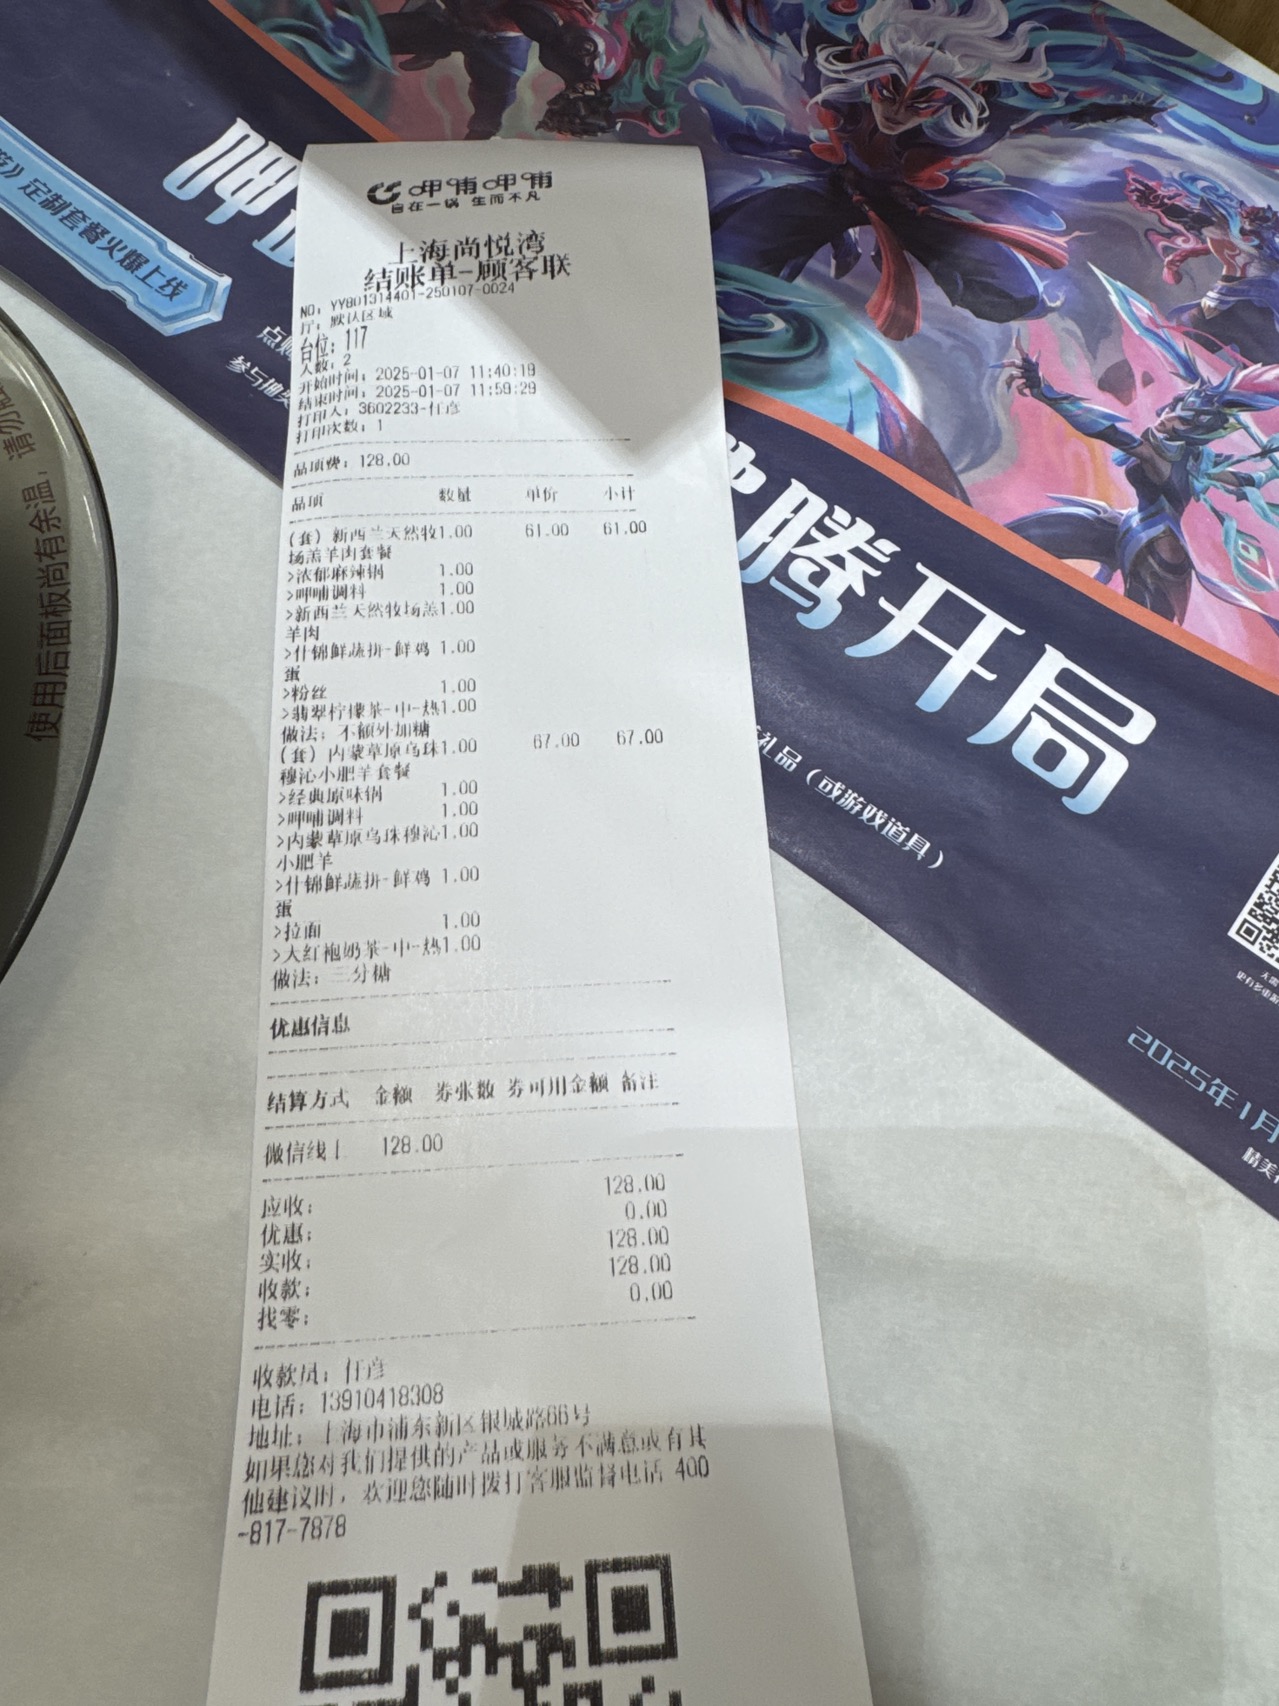 呷哺呷哺
自在一锅 生而不凡
上海尚悦湾
结账单-顾客联
NO: YY801314401-250107-0024
厅: 默认区域
台位: 117
人数: 2
开始时间: 2025-01-07 11:40:19
结束时间: 2025-01-07 11:59:29
打印人: 3602233-任彦
打印次数: 1
品项费: 128.00
品项 数量 单价 小计
(套)新西兰天然牧1.00 61.00 61.00
场羔羊肉套餐
>浓郁麻辣锅 1.00
>呷哺调料 1.00
>新西兰天然牧场羔1.00
羊肉
>什锦鲜蔬拼-鲜鸡 1.00
蛋
>粉丝 1.00
>翡翠柠檬茶-中-热1.00
做法: 不额外加糖
(套)内蒙草原乌珠1.00 67.00 67.00
穆沁小肥羊套餐
>经典原味锅 1.00
>呷哺调料 1.00
>内蒙草原乌珠穆沁1.00
小肥羊
>什锦鲜蔬拼-鲜鸡 1.00
蛋
>拉面 1.00
>大红袍奶茶-中-热1.00
做法: 三分糖
优惠信息
结算方式 金额 券张数 券可用金额 备注
微信线上 128.00
应收: 128.00
优惠: 0.00
实收: 128.00
收款: 128.00
找零: 0.00
收款员: 任彦
电话: 13910418308
地址: 上海市浦东新区银城路66号
如果您对我们提供的产品或服务不满意或有其
他建议时, 欢迎您随时拨打客服监督电话 400
-817-7878
定制套餐火爆上线
呷
点
参与抽
腾开局
礼品(或游戏道具)
2025年1月
精美
使用后面板尚有余温,
请勿